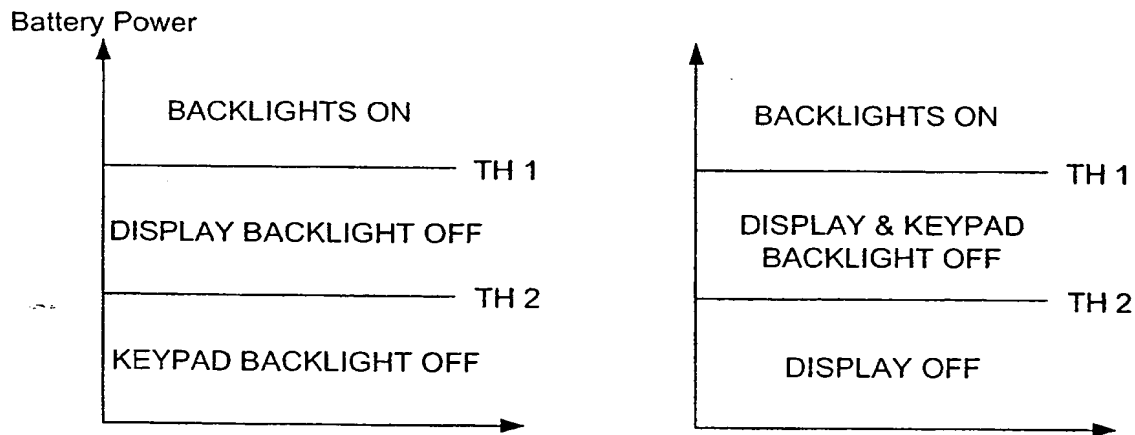 Battery Power
BACKLIGHTS ON
TH 1
DISPLAY BACKLIGHT OFF
TH 2
KEYPAD BACKLIGHT OFF
BACKLIGHTS ON
TH 1
DISPLAY & KEYPAD
BACKLIGHT OFF
TH 2
DISPLAY OFF